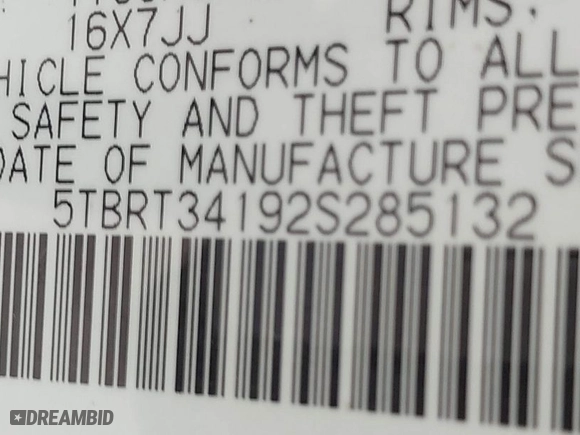 16X7JJ RIMS.
HICLE CONFORMS TO ALL
SAFETY AND THEFT PRE
DATE OF MANUFACTURE S
5TBRT34192S285132
DREAMBID